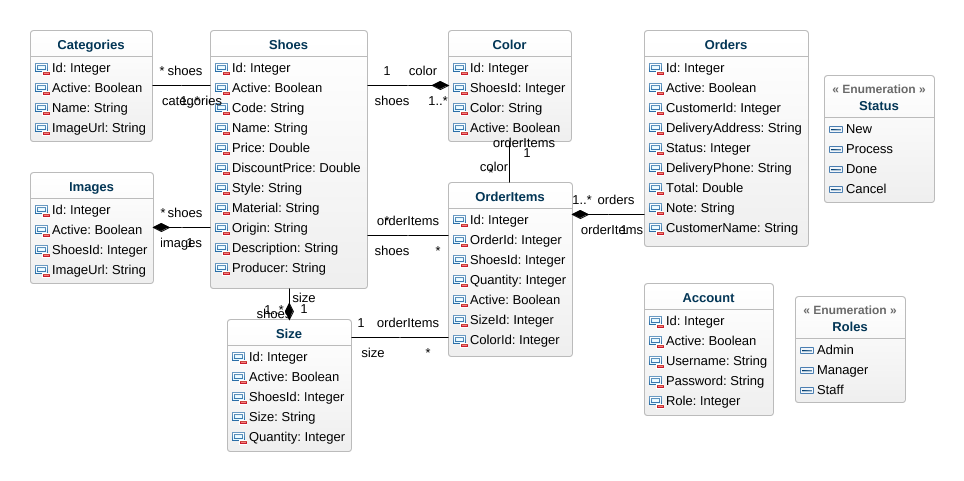 Categories
Id: Integer
Active: Boolean
Name: String
ImageUrl: String
* shoes
categories
1..*
Shoes
Id: Integer
Active: Boolean
Code: String
Name: String
Price: Double
DiscountPrice: Double
Style: String
Material: String
Origin: String
Description: String
Producer: String
1 color
shoes 1..*
Color
Id: Integer
ShoesId: Integer
Color: String
Active: Boolean
orderItems
1
color
*
Orders
Id: Integer
Active: Boolean
CustomerId: Integer
DeliveryAddress: String
Status: Integer
DeliveryPhone: String
Total: Double
Note: String
CustomerName: String
« Enumeration »
Status
New
Process
Done
Cancel
Images
Id: Integer
Active: Boolean
ShoesId: Integer
ImageUrl: String
* shoes
images
1
orderItems
*
shoes *
OrderItems
Id: Integer
OrderId: Integer
ShoesId: Integer
Quantity: Integer
Active: Boolean
SizeId: Integer
ColorId: Integer
1..* orders
orderItems
1
size
1..* 1
shoes
Size
Id: Integer
Active: Boolean
ShoesId: Integer
Size: String
Quantity: Integer
1 orderItems
size *
Account
Id: Integer
Active: Boolean
Username: String
Password: String
Role: Integer
« Enumeration »
Roles
Admin
Manager
Staff